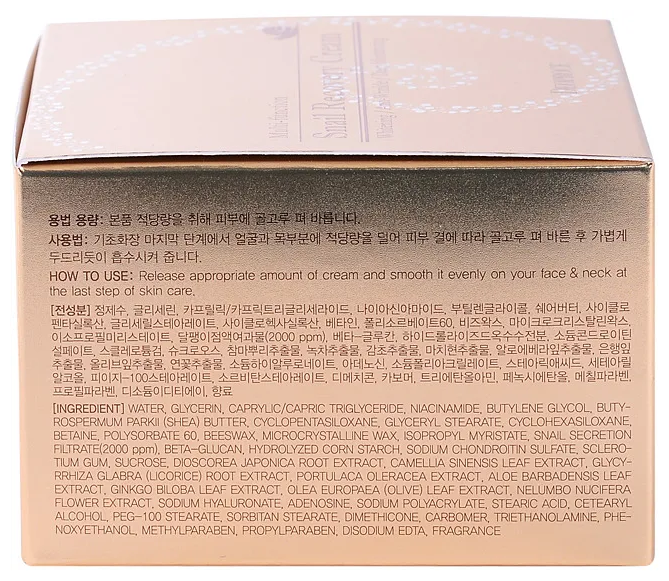 Multi-function
Snail Recovery Cream
용법 용량: 본품 적당량을 취해 피부에 골고루 펴 바릅니다.
사용법: 기초화장 마지막 단계에서 얼굴과 목부분에 적당량을 덜어 피부 결에 따라 골고루 펴 바른 후 가볍게
두드리듯이 흡수시켜 줍니다.
HOW TO USE: Release appropriate amount of cream and smooth it evenly on your face & neck at
the last step of skin care.
[전성분] 정제수, 글리세린, 카프릴릭/카프릭트리글리세라이드, 나이아신아마이드, 부틸렌글라이콜, 쉐어버터, 사이클로
펜타실록산, 글리세릴스테아레이트, 사이클로헥사실록산, 베타인, 폴리소르베이트60, 비즈왁스, 마이크로크리스탈린왁스,
이소프로필미리스테이트, 달팽이점액여과물(2000 ppm), 베타-글루칸, 하이드롤라이즈드옥수수전분, 소듐콘드로이틴
설페이트, 스클레로튬검, 슈크로오스, 참마뿌리추출물, 녹차추출물, 감초추출물, 마치현추출물, 알로에베라잎추출물, 은행잎
추출물, 올리브잎추출물, 연꽃추출물, 소듐하이알루로네이트, 아데노신, 소듐폴리아크릴레이트, 스테아릭애씨드, 세테아릴
알코올, 피이지-100스테아레이트, 소르비탄스테아레이트, 디메치콘, 카보머, 트리에탄올아민, 페녹시에탄올, 메칠파라벤,
프로필파라벤, 디소듐이디티에이, 향료
[INGREDIENT] WATER, GLYCERIN, CAPRYLIC/CAPRIC TRIGLYCERIDE, NIACINAMIDE, BUTYLENE GLYCOL, BUTY-
ROSPERMUM PARKII (SHEA) BUTTER, CYCLOPENTASILOXANE, GLYCERYL STEARATE, CYCLOHEXASILOXANE,
BETAINE, POLYSORBATE 60, BEESWAX, MICROCRYSTALLINE WAX, ISOPROPYL MYRISTATE, SNAIL SECRETION
FILTRATE(2000 ppm), BETA-GLUCAN, HYDROLYZED CORN STARCH, SODIUM CHONDROITIN SULFATE, SCLERO-
TIUM GUM, SUCROSE, DIOSCOREA JAPONICA ROOT EXTRACT, CAMELLIA SINENSIS LEAF EXTRACT, GLYCY-
RRHIZA GLABRA (LICORICE) ROOT EXTRACT, PORTULACA OLERACEA EXTRACT, ALOE BARBADENSIS LEAF
EXTRACT, GINKGO BILOBA LEAF EXTRACT, OLEA EUROPAEA (OLIVE) LEAF EXTRACT, NELUMBO NUCIFERA
FLOWER EXTRACT, SODIUM HYALURONATE, ADENOSINE, SODIUM POLYACRYLATE, STEARIC ACID, CETEARYL
ALCOHOL, PEG-100 STEARATE, SORBITAN STEARATE, DIMETHICONE, CARBOMER, TRIETHANOLAMINE, PHE-
NOXYETHANOL, METHYLPARABEN, PROPYLPARABEN, DISODIUM EDTA, FRAGRANCE